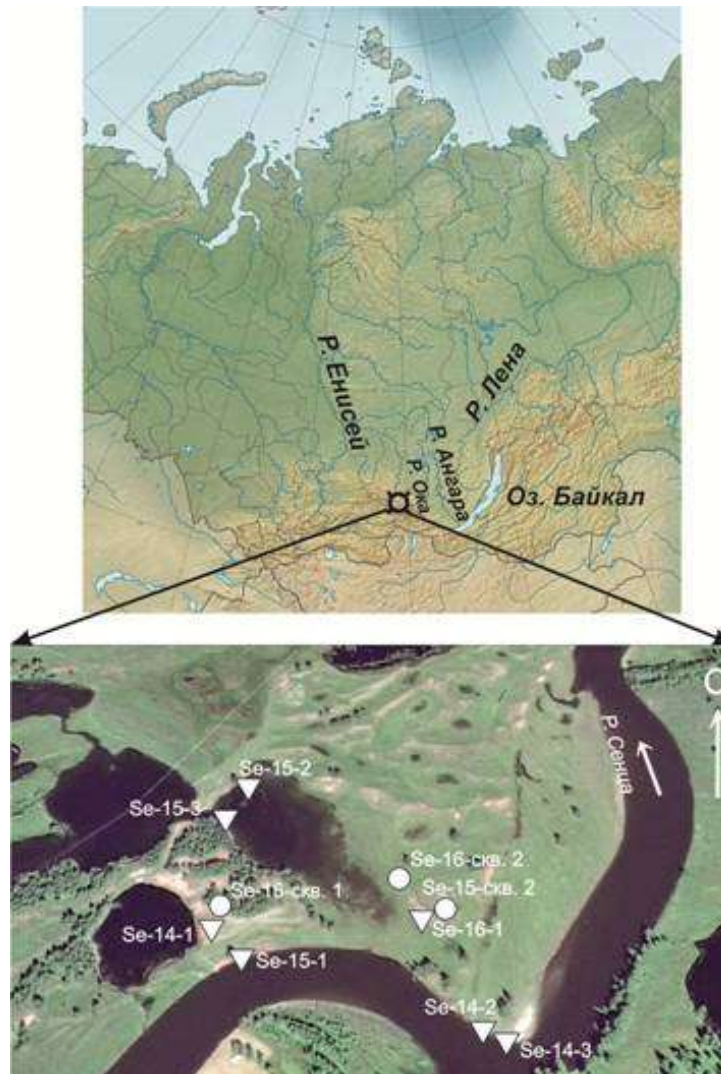 Р. Енисей
Р. Лена
Р. Ангара
Р. Ока
Оз. Байкал
С
Р. Сенца
Se-15-2
Se-15-3
Se-16-скв. 2
Se-16-скв. 1
Se-15-скв. 2
Se-14-1
Se-16-1
Se-15-1
Se-14-2
Se-14-3